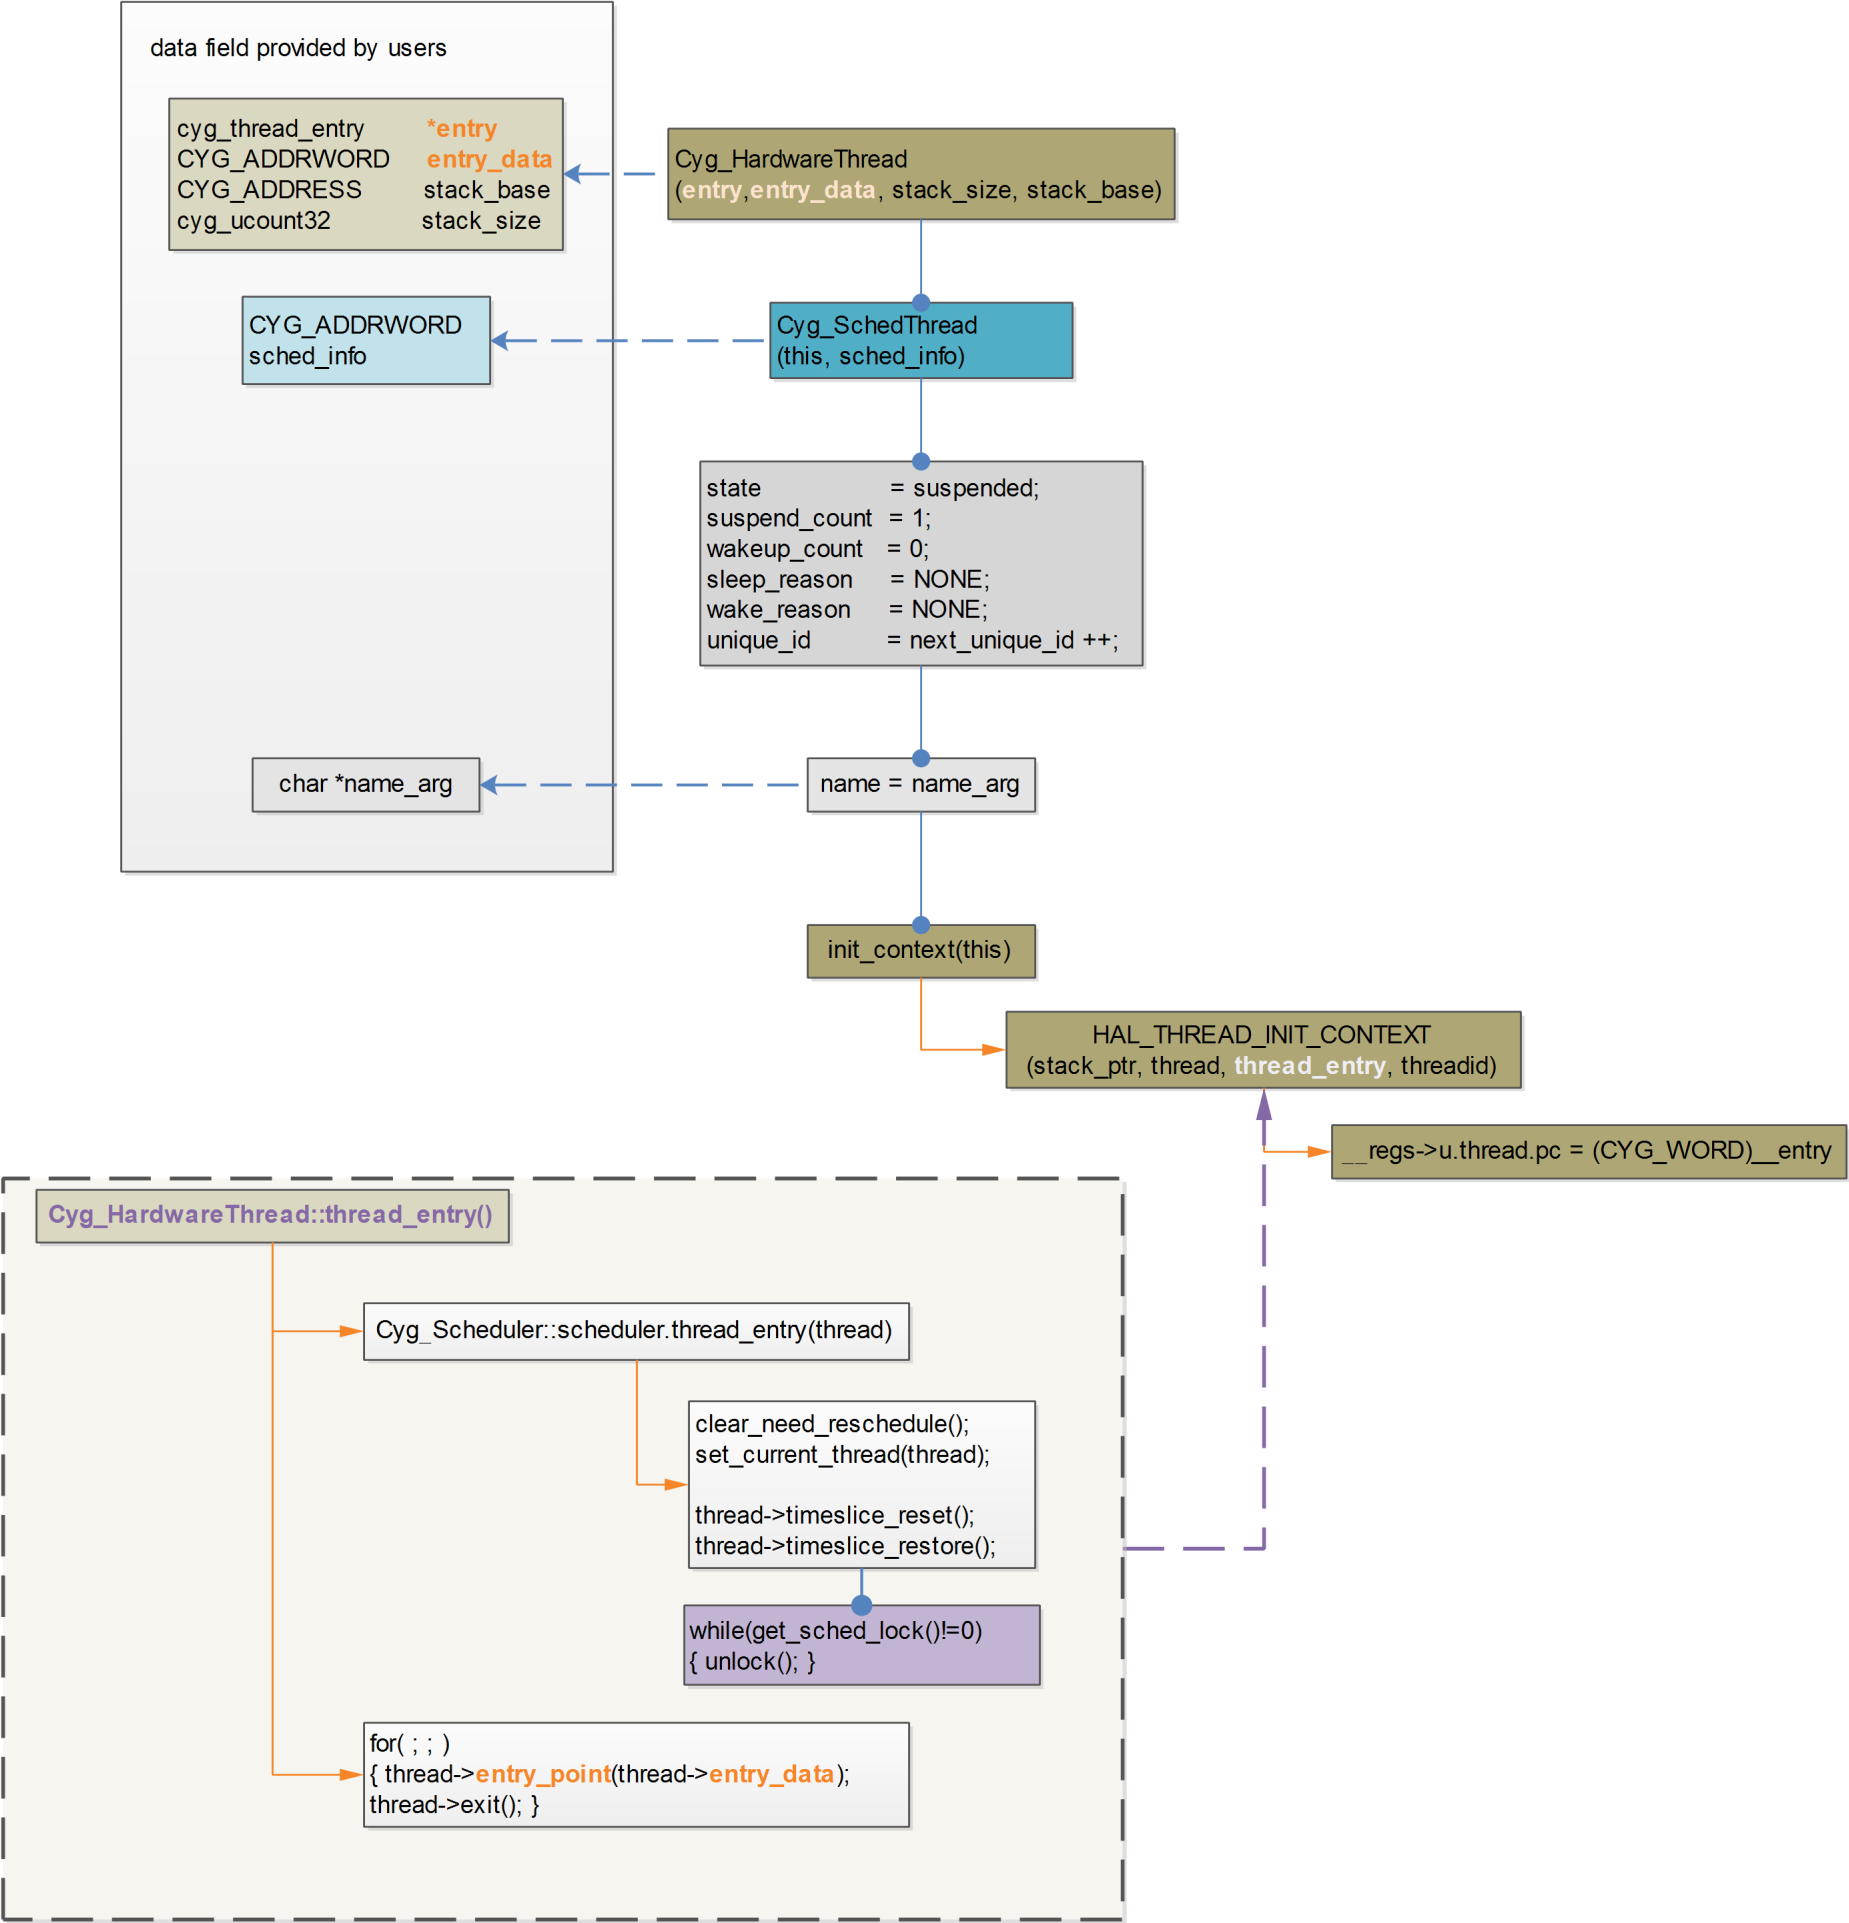 data field provided by users
cyg_thread_entry *entry
CYG_ADDRWORD entry_data
CYG_ADDRESS stack_base
cyg_ucount32 stack_size
Cyg_HardwareThread
(entry,entry_data, stack_size, stack_base)
CYG_ADDRWORD
sched_info
Cyg_SchedThread
(this, sched_info)
state = suspended;
suspend_count = 1;
wakeup_count = 0;
sleep_reason = NONE;
wake_reason = NONE;
unique_id = next_unique_id ++;
char *name_arg
name = name_arg
init_context(this)
HAL_THREAD_INIT_CONTEXT
(stack_ptr, thread, thread_entry, threadid)
__regs->u.thread.pc = (CYG_WORD)__entry
Cyg_HardwareThread::thread_entry()
Cyg_Scheduler::scheduler.thread_entry(thread)
clear_need_reschedule();
set_current_thread(thread);
thread->timeslice_reset();
thread->timeslice_restore();
while(get_sched_lock()!=0)
{ unlock(); }
for( ; ; )
{ thread->entry_point(thread->entry_data);
thread->exit(); }